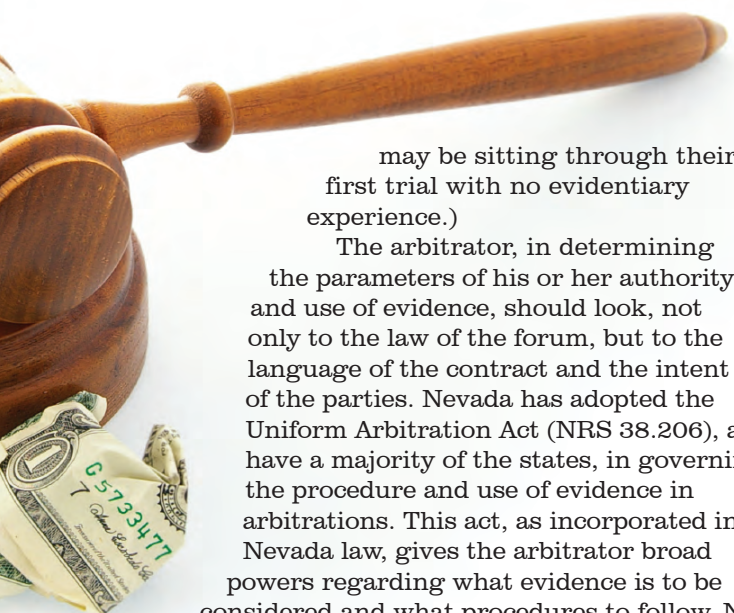 may be sitting through their
first trial with no evidentiary
experience.)
The arbitrator, in determining
the parameters of his or her authority
and use of evidence, should look, not
only to the law of the forum, but to the
language of the contract and the intent
of the parties. Nevada has adopted the
Uniform Arbitration Act (NRS 38.206), a
have a majority of the states, in governi
the procedure and use of evidence in
arbitrations. This act, as incorporated in
Nevada law, gives the arbitrator broad
powers regarding what evidence is to be
considered and what procedures to follow. N
G5733477
7